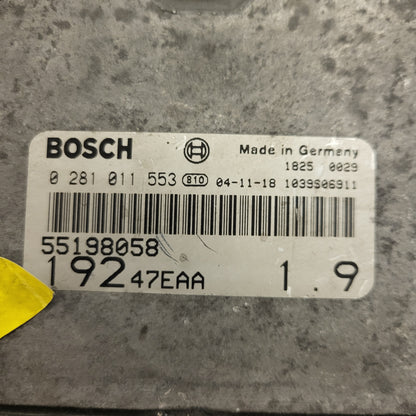 BOSCH Made in Germany
1825 0029
0 281 011 553 810 04-11-18 1039S06911
55198058
19247EAA 1.9